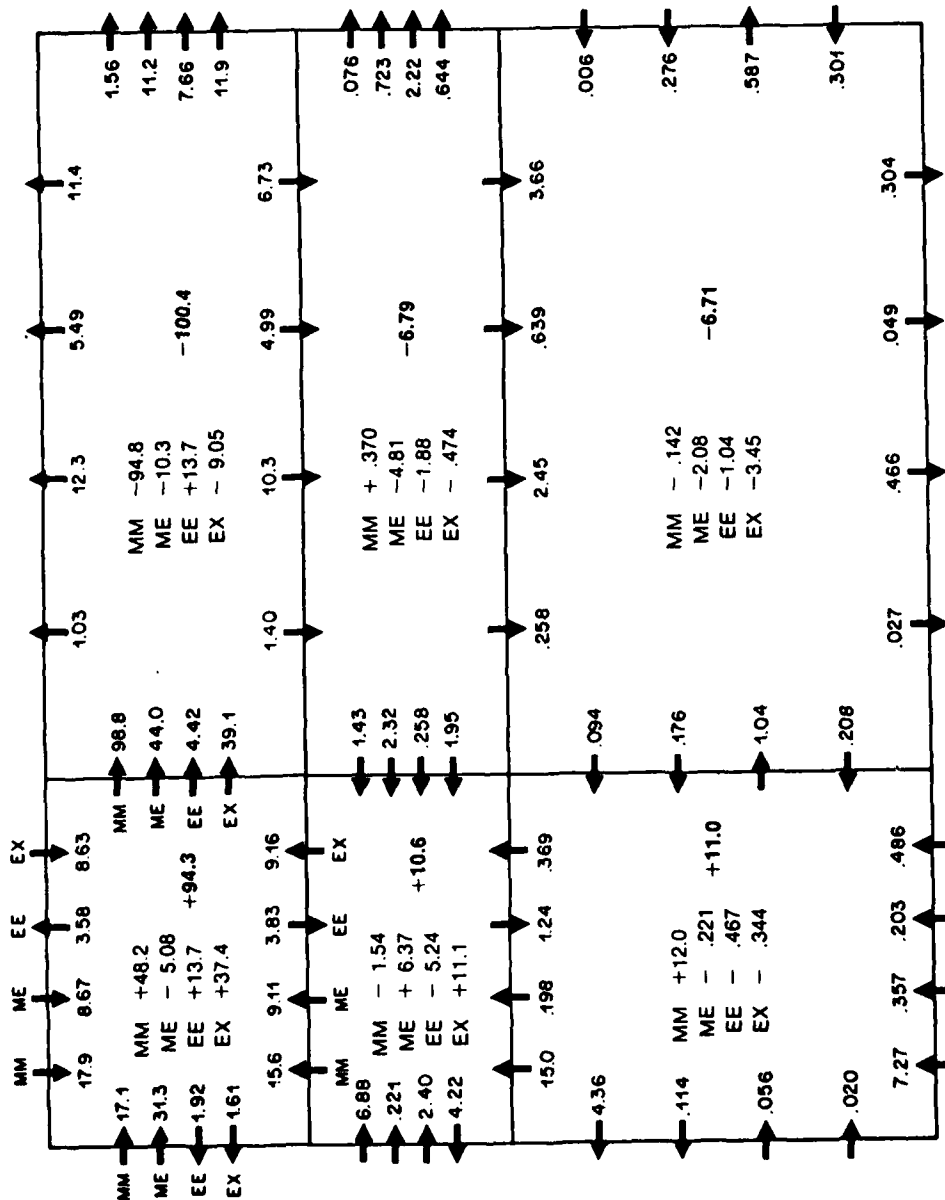 MM ME EE EX
17.9 8.67 3.58 8.63 1.03 12.3 5.49 11.4
MM 17.1 MM 98.8 1.56
ME 31.3 ME 44.0 11.2
EE 1.92 EE 4.42 7.66
EX 1.61 EX 39.1 11.9
MM +48.2
ME - 5.08
EE +13.7 +94.3
EX +37.4
MM -94.8
ME -10.3
EE +13.7 -100.4
EX - 9.05
15.6 9.11 3.83 9.16 1.40 10.3 4.99 6.73
MM ME EE EX
6.88 1.43 .076
.221 2.32 .723
2.40 .258 2.22
4.22 1.95 .644
MM - 1.54
ME + 6.37
EE - 5.24 +10.6
EX +11.1
MM + .370
ME -4.81
EE -1.88 -6.79
EX - .474
15.0 .198 1.24 .369 .258 2.45 .639 3.66
4.36 .094 .006
.114 .176 .276
.056 1.04 .587
.020 .208 .301
MM +12.0
ME - .221
EE - .467 +11.0
EX - .344
MM - .142
ME -2.08
EE -1.04 -6.71
EX -3.45
7.27 .357 .203 .486 .027 .466 .049 .304